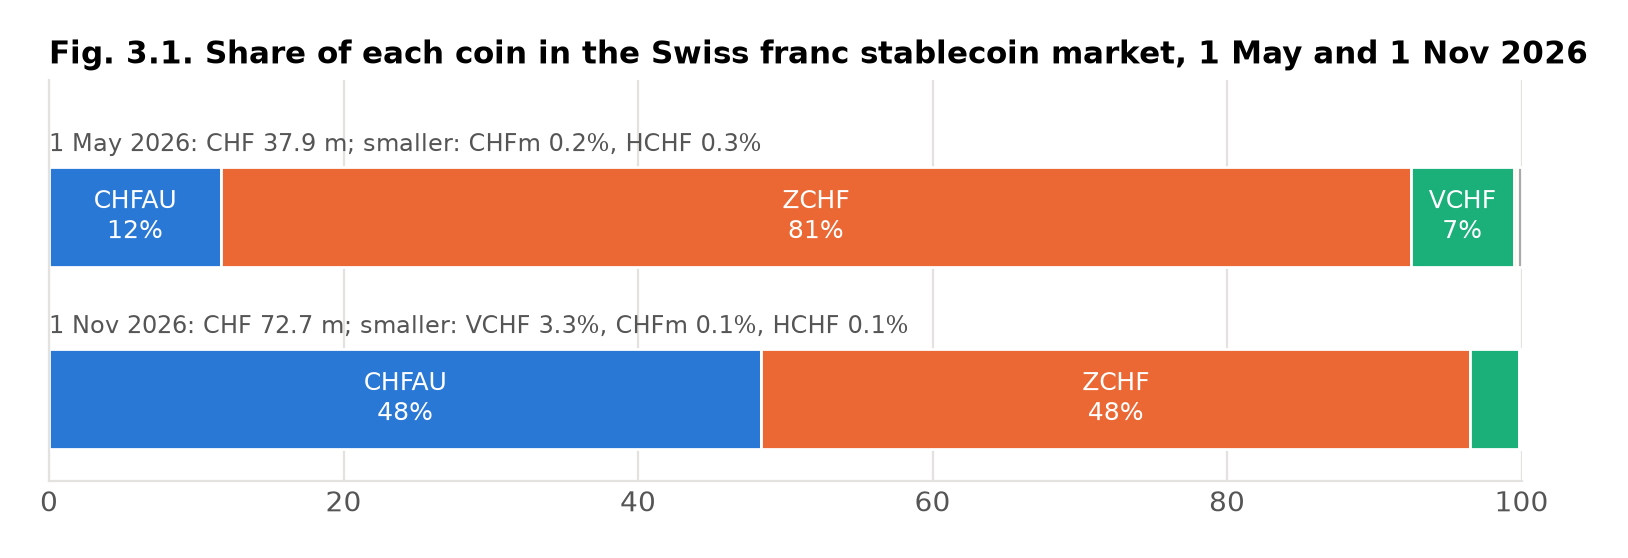 Fig. 3.1. Share of each coin in the Swiss franc stablecoin market, 1 May and 1 Nov 2026
1 May 2026: CHF 37.9 m; smaller: CHFm 0.2%, HCHF 0.3%
CHFAU
12%
ZCHF
81%
VCHF
7%
1 Nov 2026: CHF 72.7 m; smaller: VCHF 3.3%, CHFm 0.1%, HCHF 0.1%
CHFAU
48%
ZCHF
48%
0 20 40 60 80 100